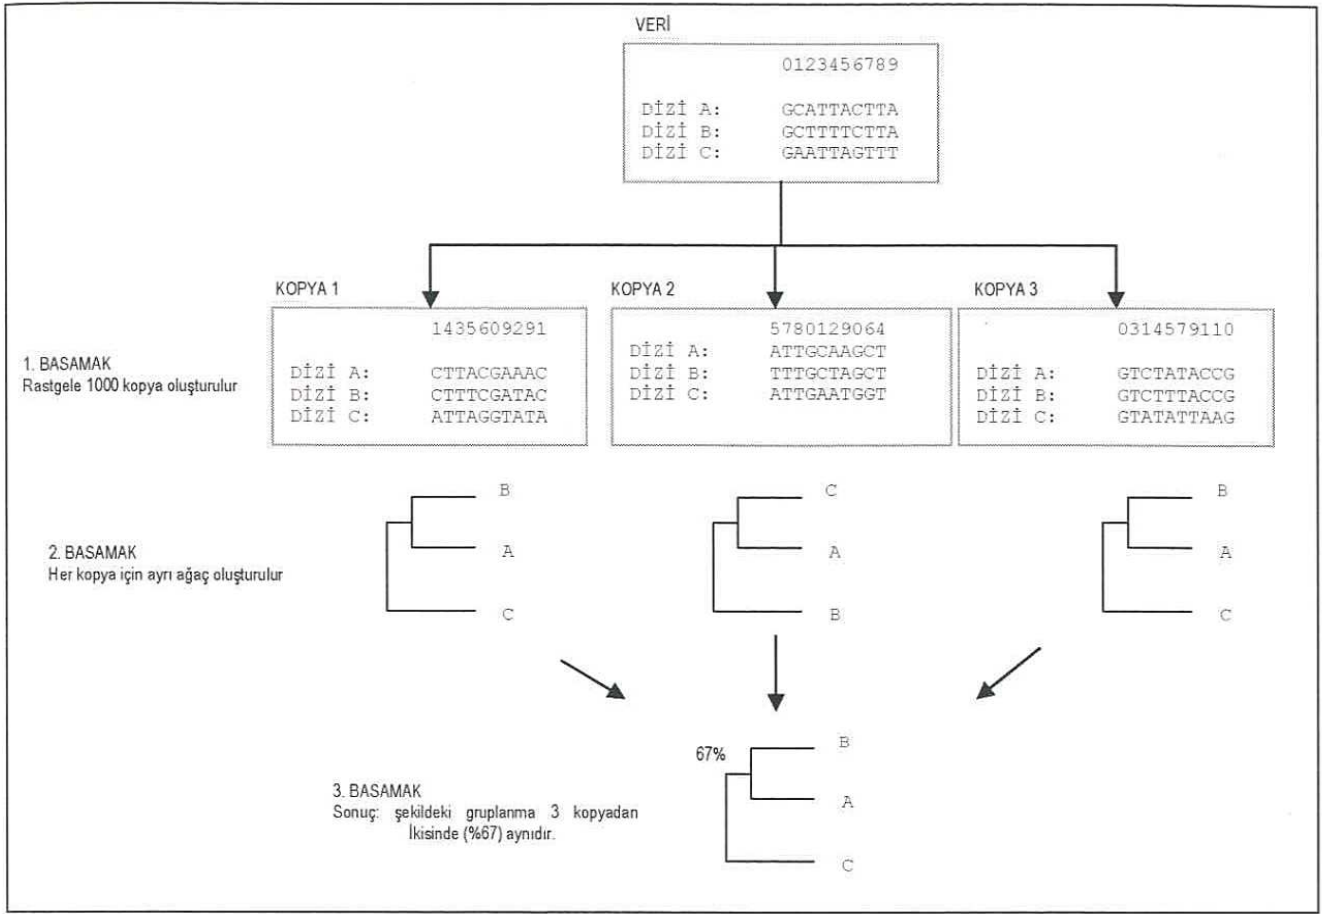 VERİ
0123456789
DİZİ A: GCATTACTTA
DİZİ B: GCTTTTCTTA
DİZİ C: GAATTAGTTT
KOPYA 1
1435609291
DİZİ A: CTTACGAAAC
DİZİ B: CTTTCGATAC
DİZİ C: ATTAGGTATA
KOPYA 2
5780129064
DİZİ A: ATTGCAAGCT
DİZİ B: TTTGCTAGCT
DİZİ C: ATTGAATGGT
KOPYA 3
0314579110
DİZİ A: GTCTATACCG
DİZİ B: GTCTTTACCG
DİZİ C: GTATATTAAG
1. BASAMAK
Rastgele 1000 kopya oluşturulur
2. BASAMAK
Her kopya için ayrı ağaç oluşturulur
B
A
C
C
A
B
B
A
C
67%
B
A
C
3. BASAMAK
Sonuç: şekildeki gruplanma 3 kopyadan
İkisinde (%67) aynıdır.